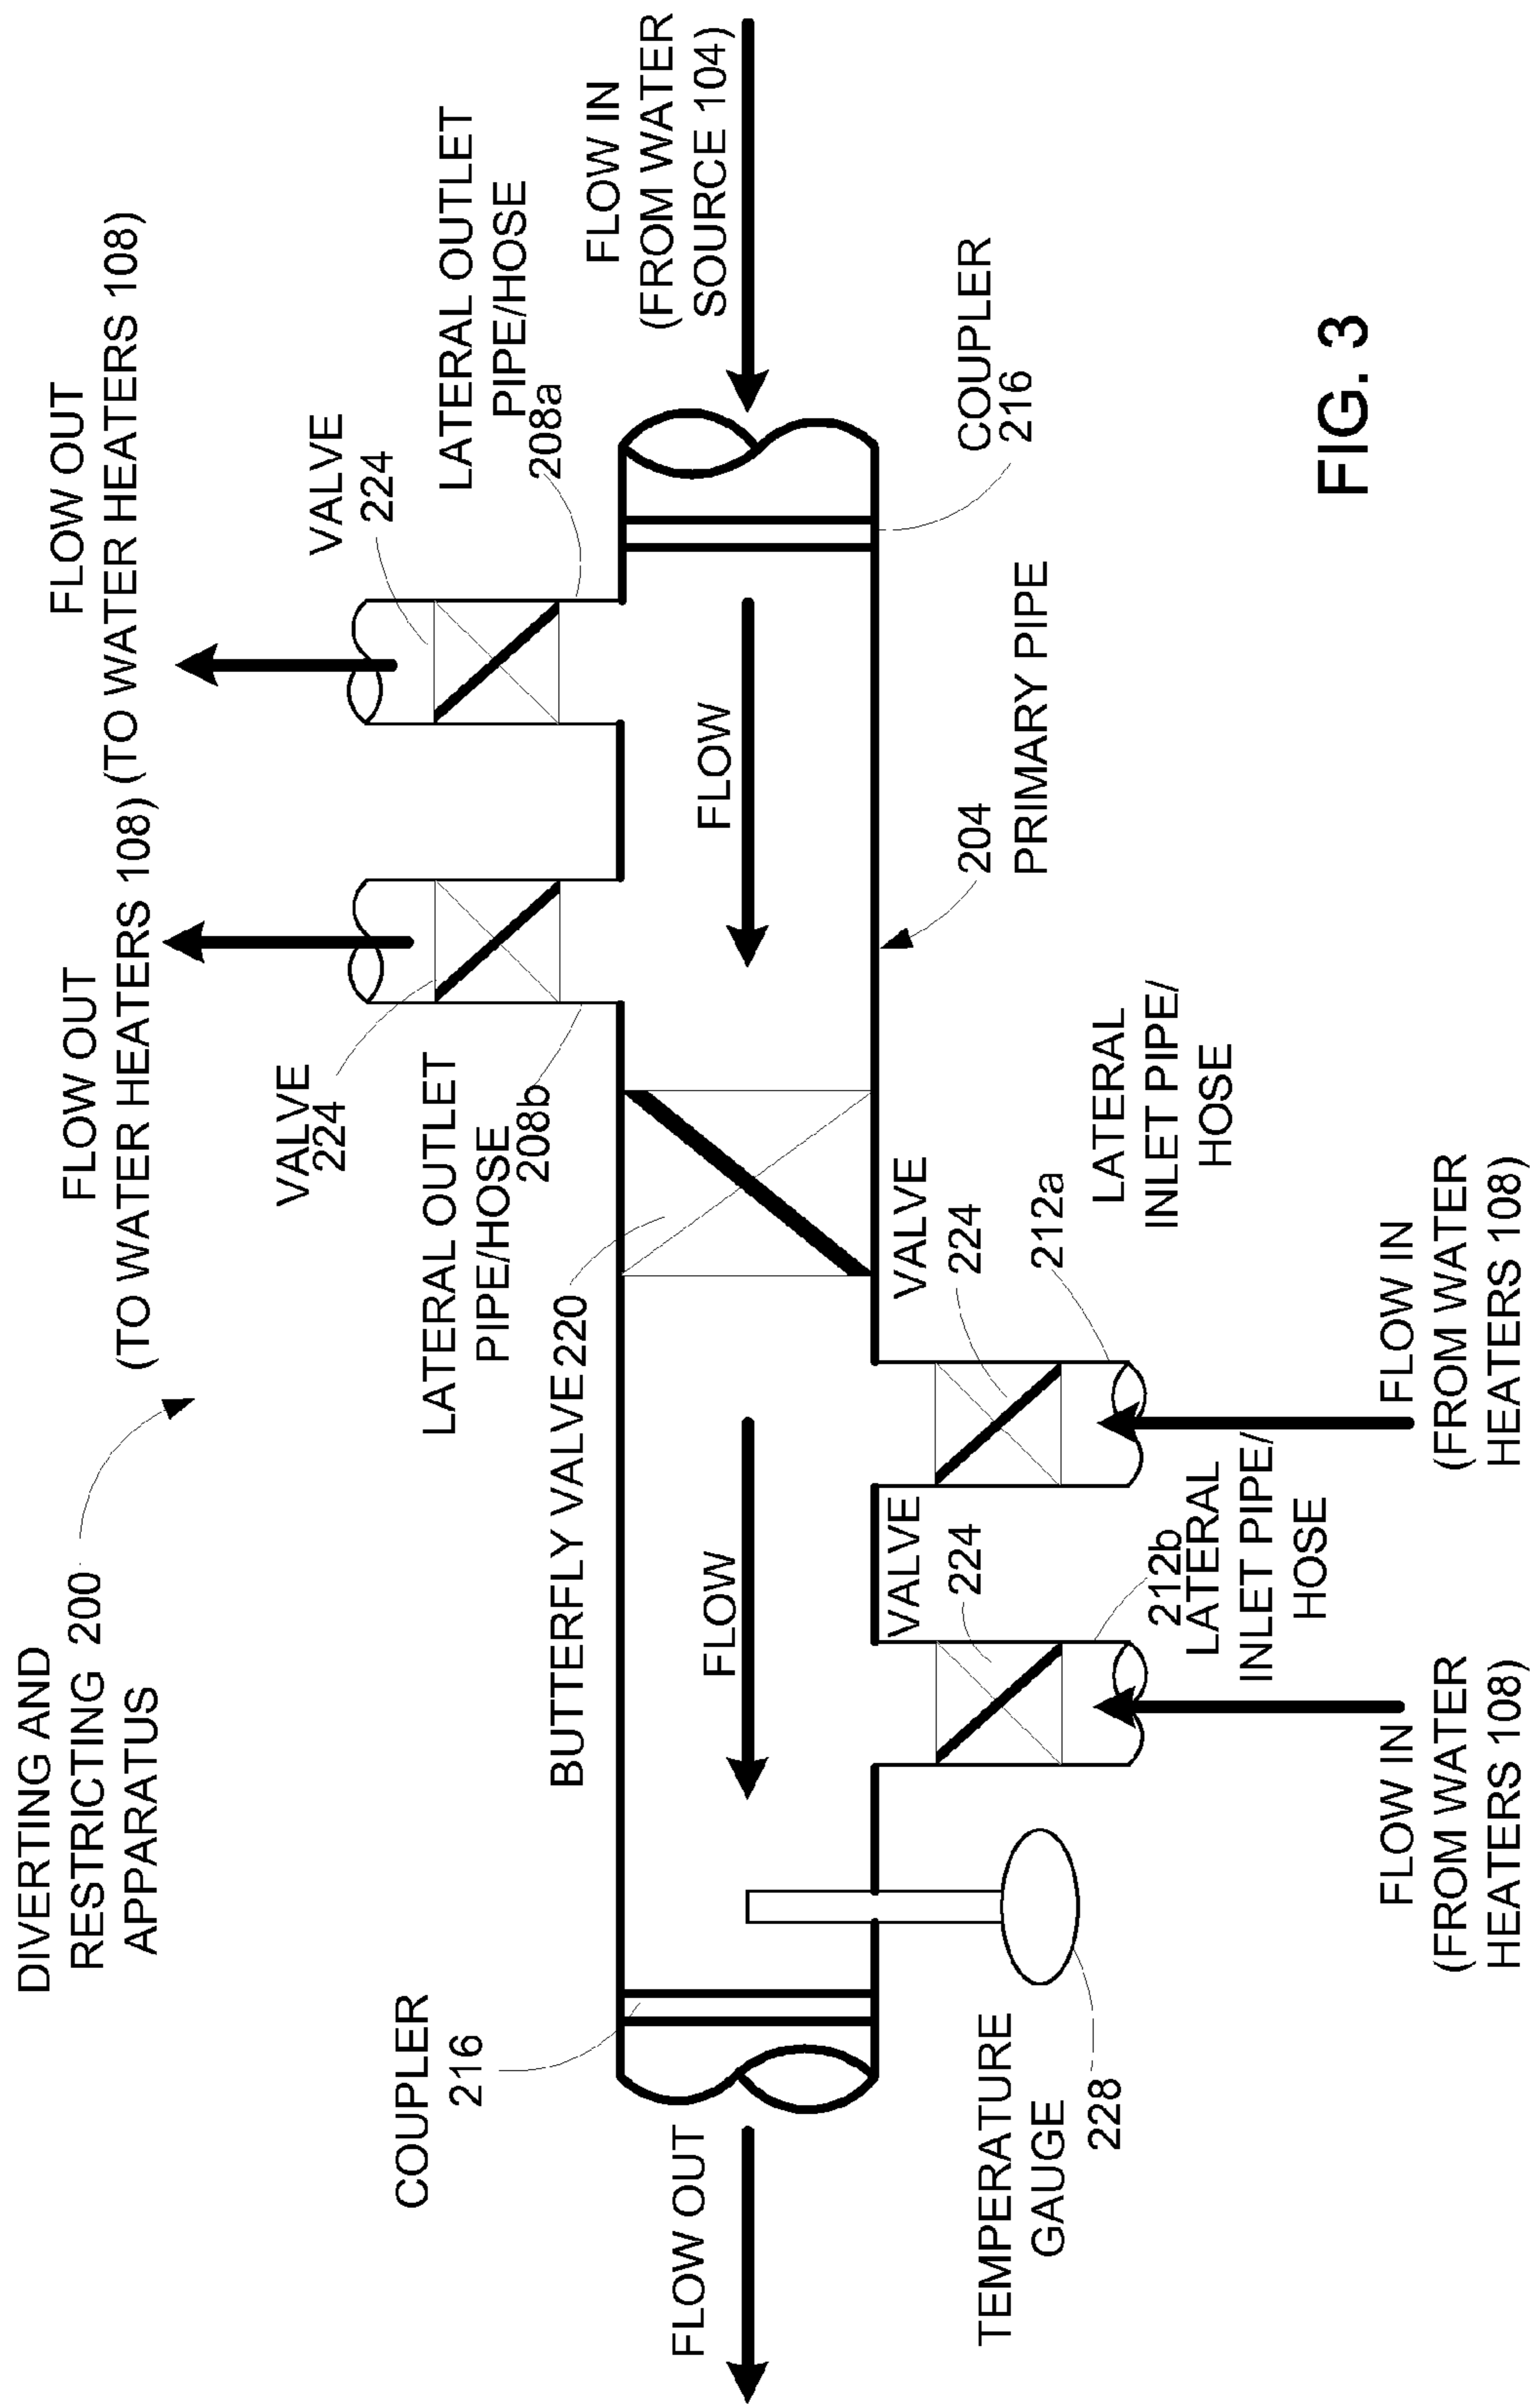 DIVERTING AND
RESTRICTING 200
APPARATUS
FLOW OUT
(TO WATER HEATERS 108)
FLOW OUT
(TO WATER HEATERS 108)
VALVE
224
VALVE
224
LATERAL OUTLET
PIPE/HOSE
208b
LATERAL OUTLET
PIPE/HOSE
208a
COUPLER
216
BUTTERFLY VALVE 220
FLOW IN
(FROM WATER
SOURCE 104)
FLOW OUT
FLOW
FLOW
VALVE
224
VALVE
224
204
PRIMARY PIPE
COUPLER
216
TEMPERATURE
GAUGE
228
212b
LATERAL
INLET PIPE/
HOSE
212a
LATERAL
INLET PIPE/
HOSE
FLOW IN
(FROM WATER
HEATERS 108)
FLOW IN
(FROM WATER
HEATERS 108)
FIG. 3